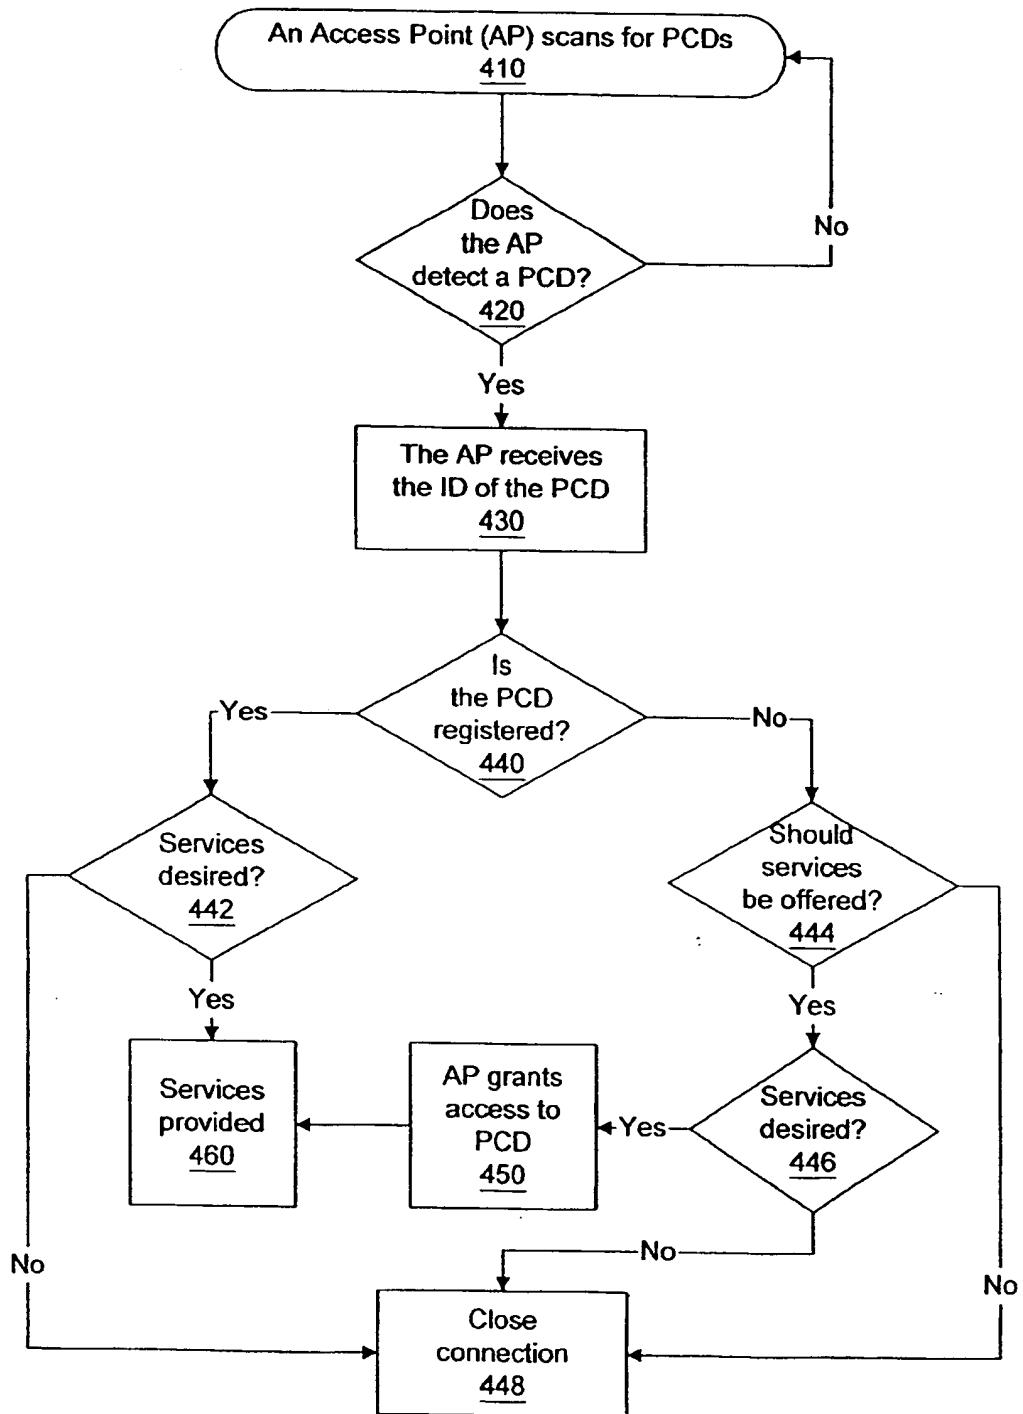 An Access Point (AP) scans for PCDs
410
No
Does
the AP
detect a PCD?
420
Yes
The AP receives
the ID of the PCD
430
Is
the PCD
registered?
440
Yes
No
Services
desired?
442
Should
services
be offered?
444
Yes
Yes
Services
provided
460
AP grants
access to
PCD
450
Yes
Services
desired?
446
No
No
No
Close
connection
448